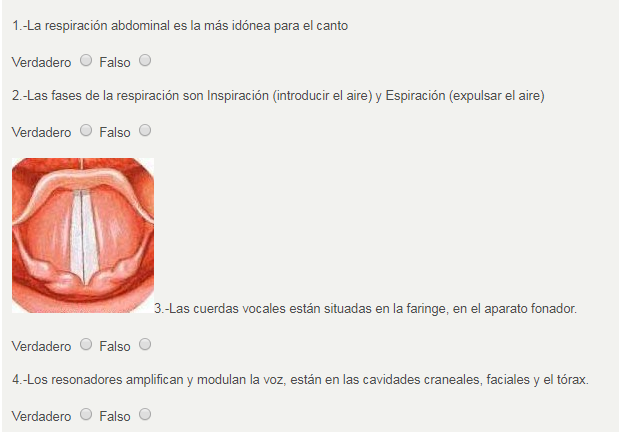 1.-La respiración abdominal es la más idónea para el canto
Verdadero Falso
2.-Las fases de la respiración son Inspiración (introducir el aire) y Espiración (expulsar el aire)
Verdadero Falso
3.-Las cuerdas vocales están situadas en la faringe, en el aparato fonador.
Verdadero Falso
4.-Los resonadores amplifican y modulan la voz, están en las cavidades craneales, faciales y el tórax.
Verdadero Falso